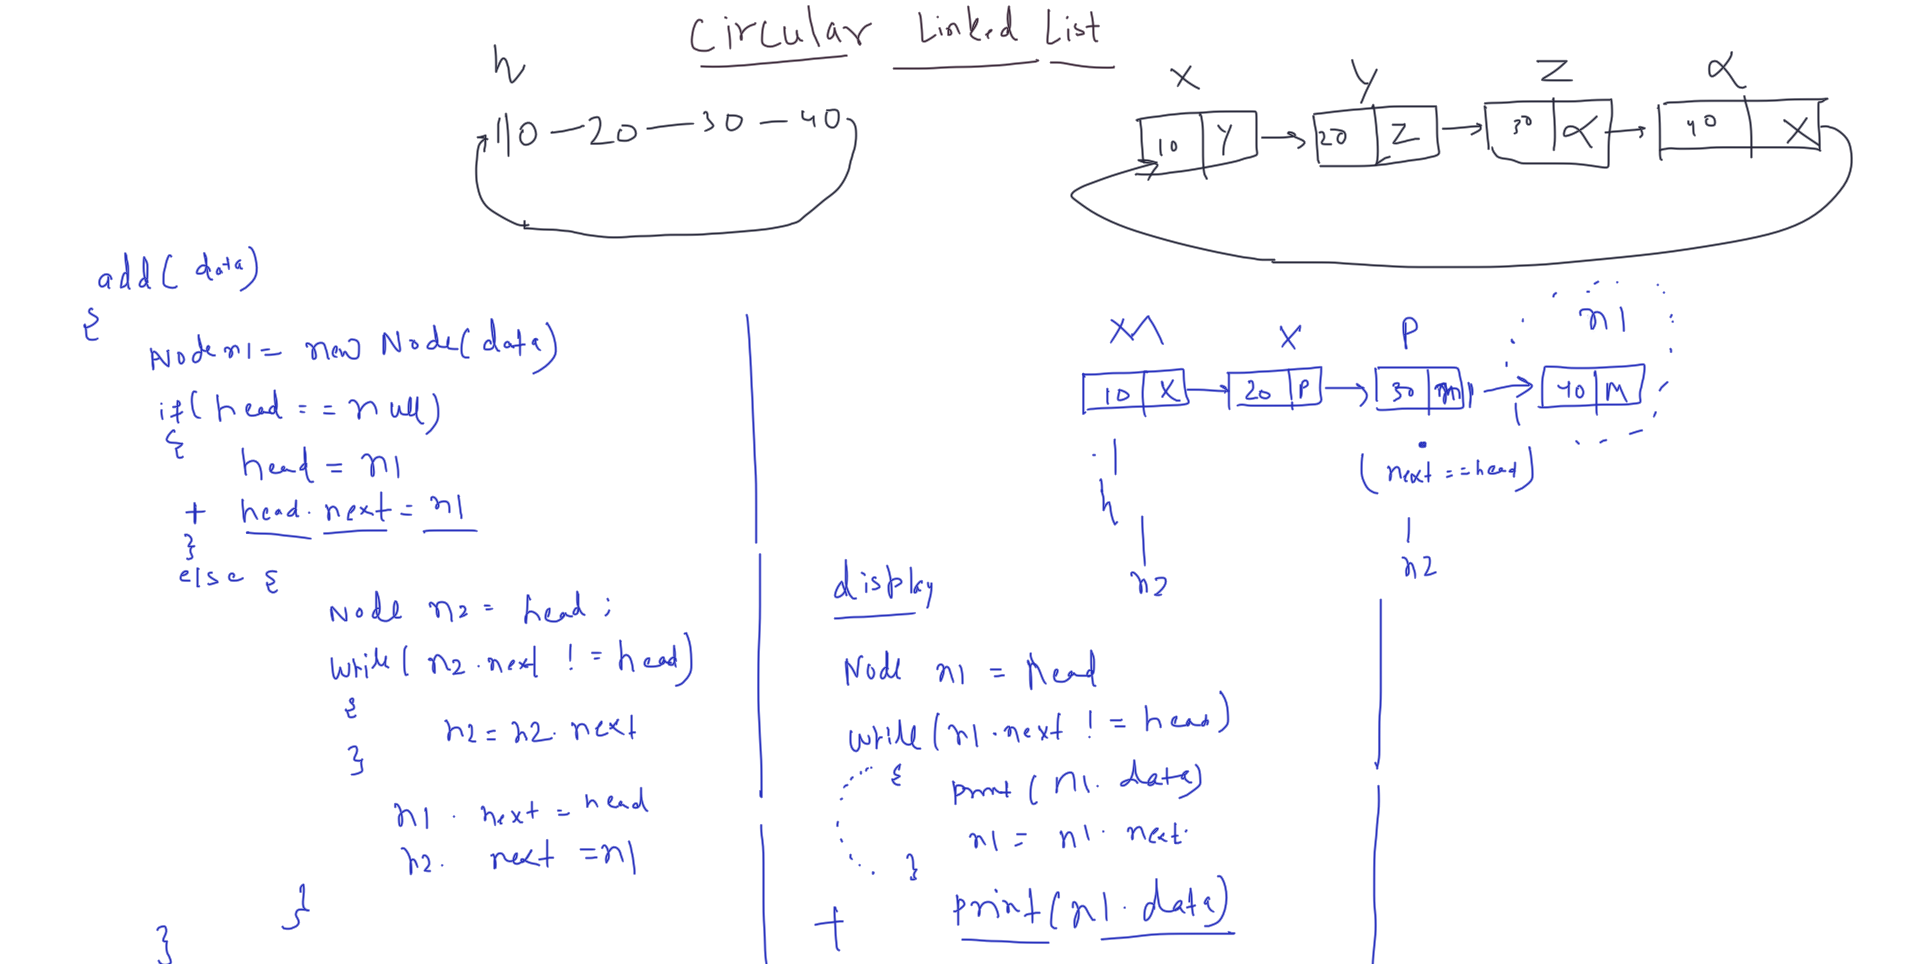 Circular Linked List
h
10 — 20 — 30 — 40
X Y Z α
10 Y 20 Z 30 α 40 X
add( data)
{
Node n1 = new Node( data)
if( head == null)
{
head = n1
+ head. next = n1
}
else {
Node n2 = head ;
while( n2.next != head)
{
n2 = n2. next
}
n1 . next = head
n2. next = n1
}
}
M X P n1
10 X 20 P 30 n1 40 M
( next == head)
h
n2 n2
display
Node n1 = head
while( n1.next != head)
{
print ( n1. data)
n1 = n1. next.
}
+ print( n1. data)